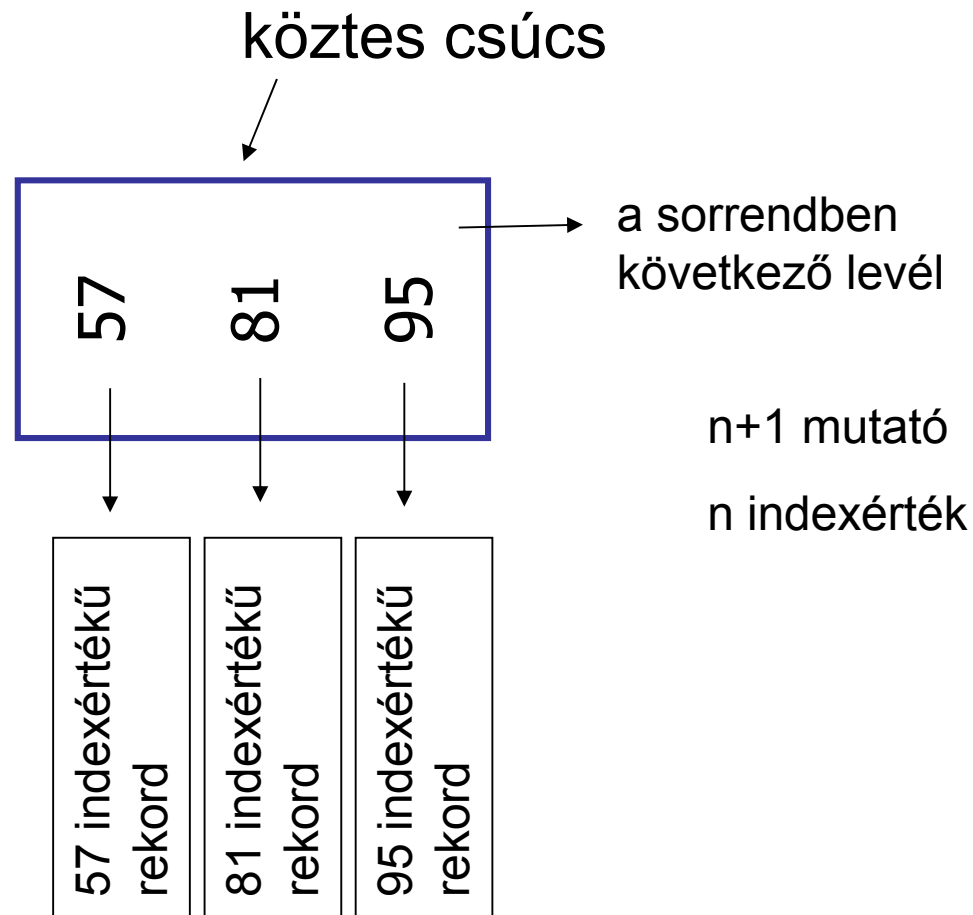 köztes csúcs
57
81
95
a sorrendben
következő levél
n+1 mutató
n indexérték
57 indexértékű
rekord
81 indexértékű
rekord
95 indexértékű
rekord